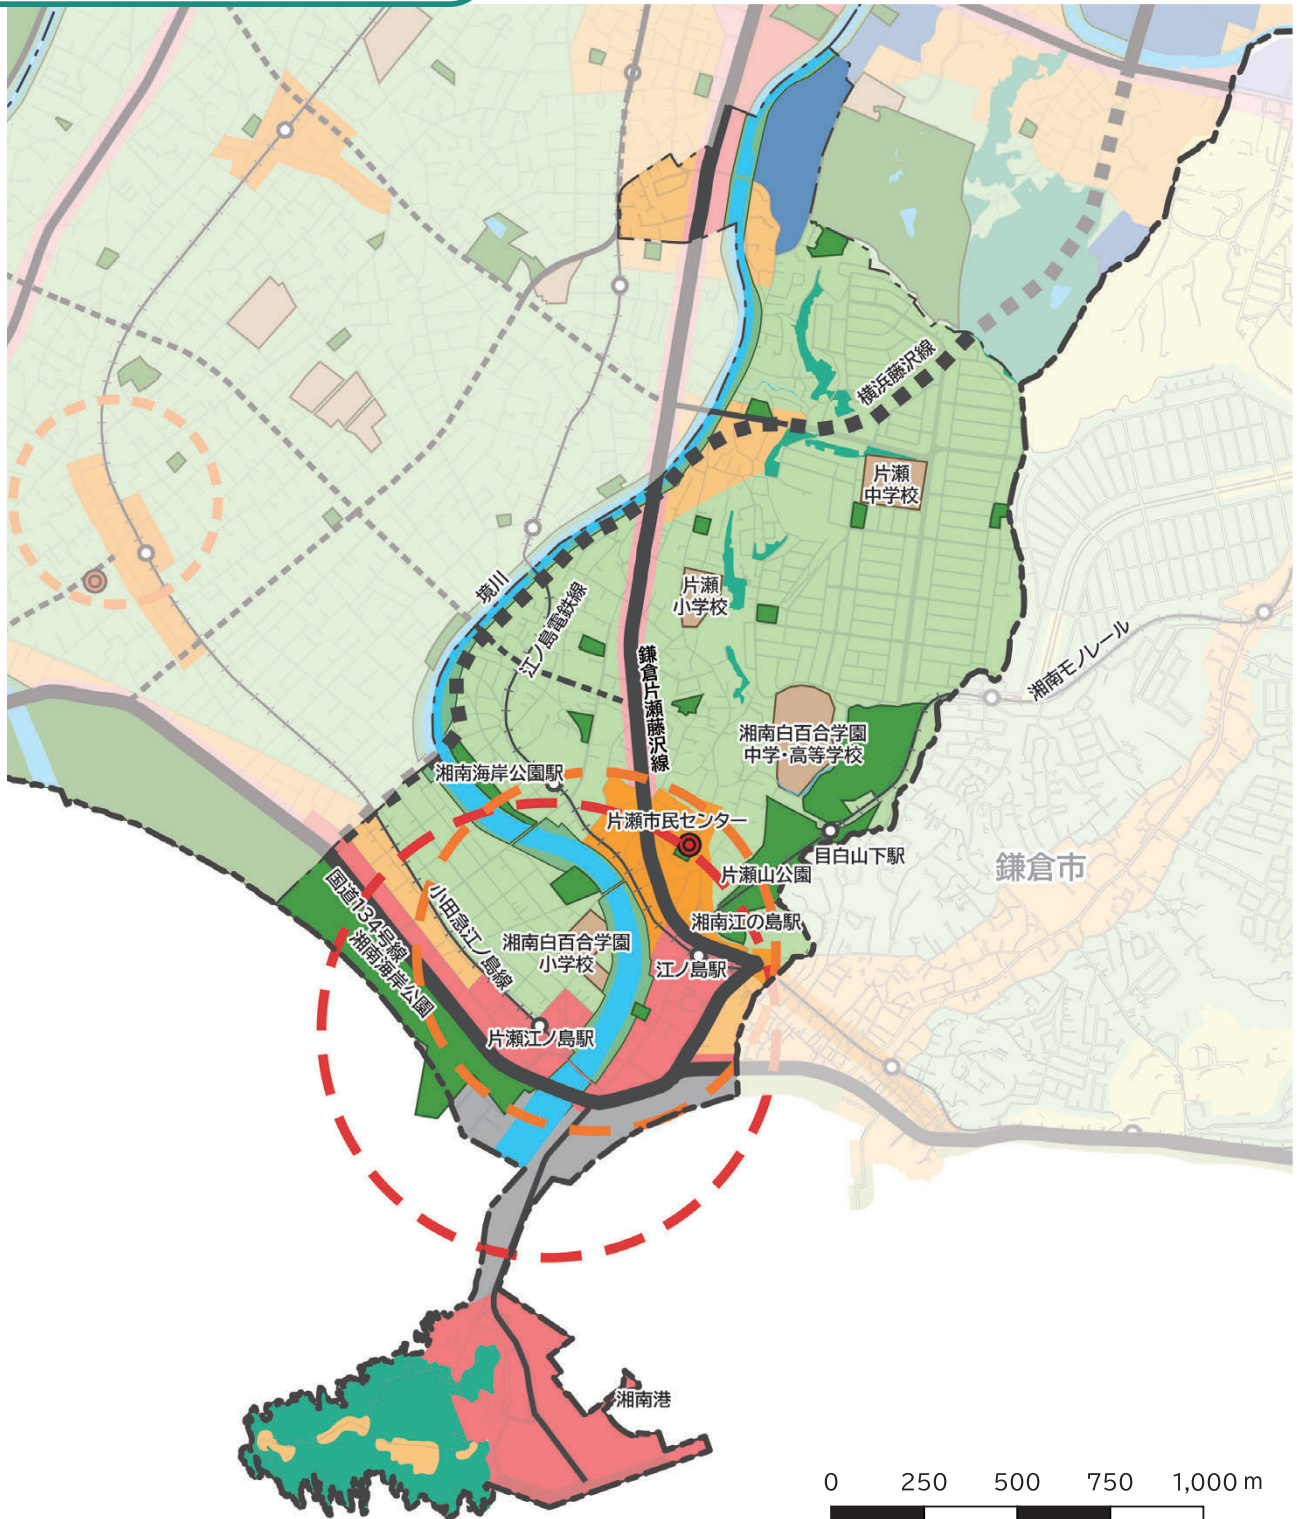 横浜藤沢線
片瀬
中学校
境川
江ノ島電鉄線
片瀬
小学校
鎌倉片瀬藤沢線
湘南モノレール
湘南白百合学園
中学・高等学校
湘南海岸公園駅
片瀬市民センター
目白山下駅
片瀬山公園
鎌倉市
国道134号線
湘南海岸公園
小田急江ノ島線
湘南江の島駅
湘南白百合学園
小学校
江ノ島駅
片瀬江ノ島駅
湘南港
0 250 500 750 1,000 m